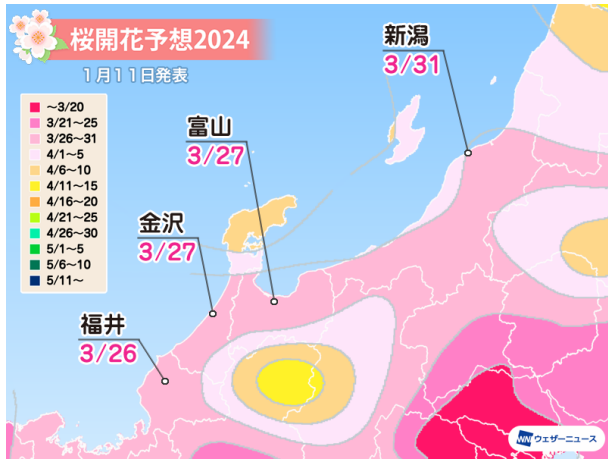 桜開花予想2024
1月11日発表
新潟
3/31
富山
3/27
金沢
3/27
福井
3/26
～3/20
3/21～25
3/26～31
4/1～5
4/6～10
4/11～15
4/16～20
4/21～25
4/26～30
5/1～5
5/6～10
5/11～
WN ウェザーニュース